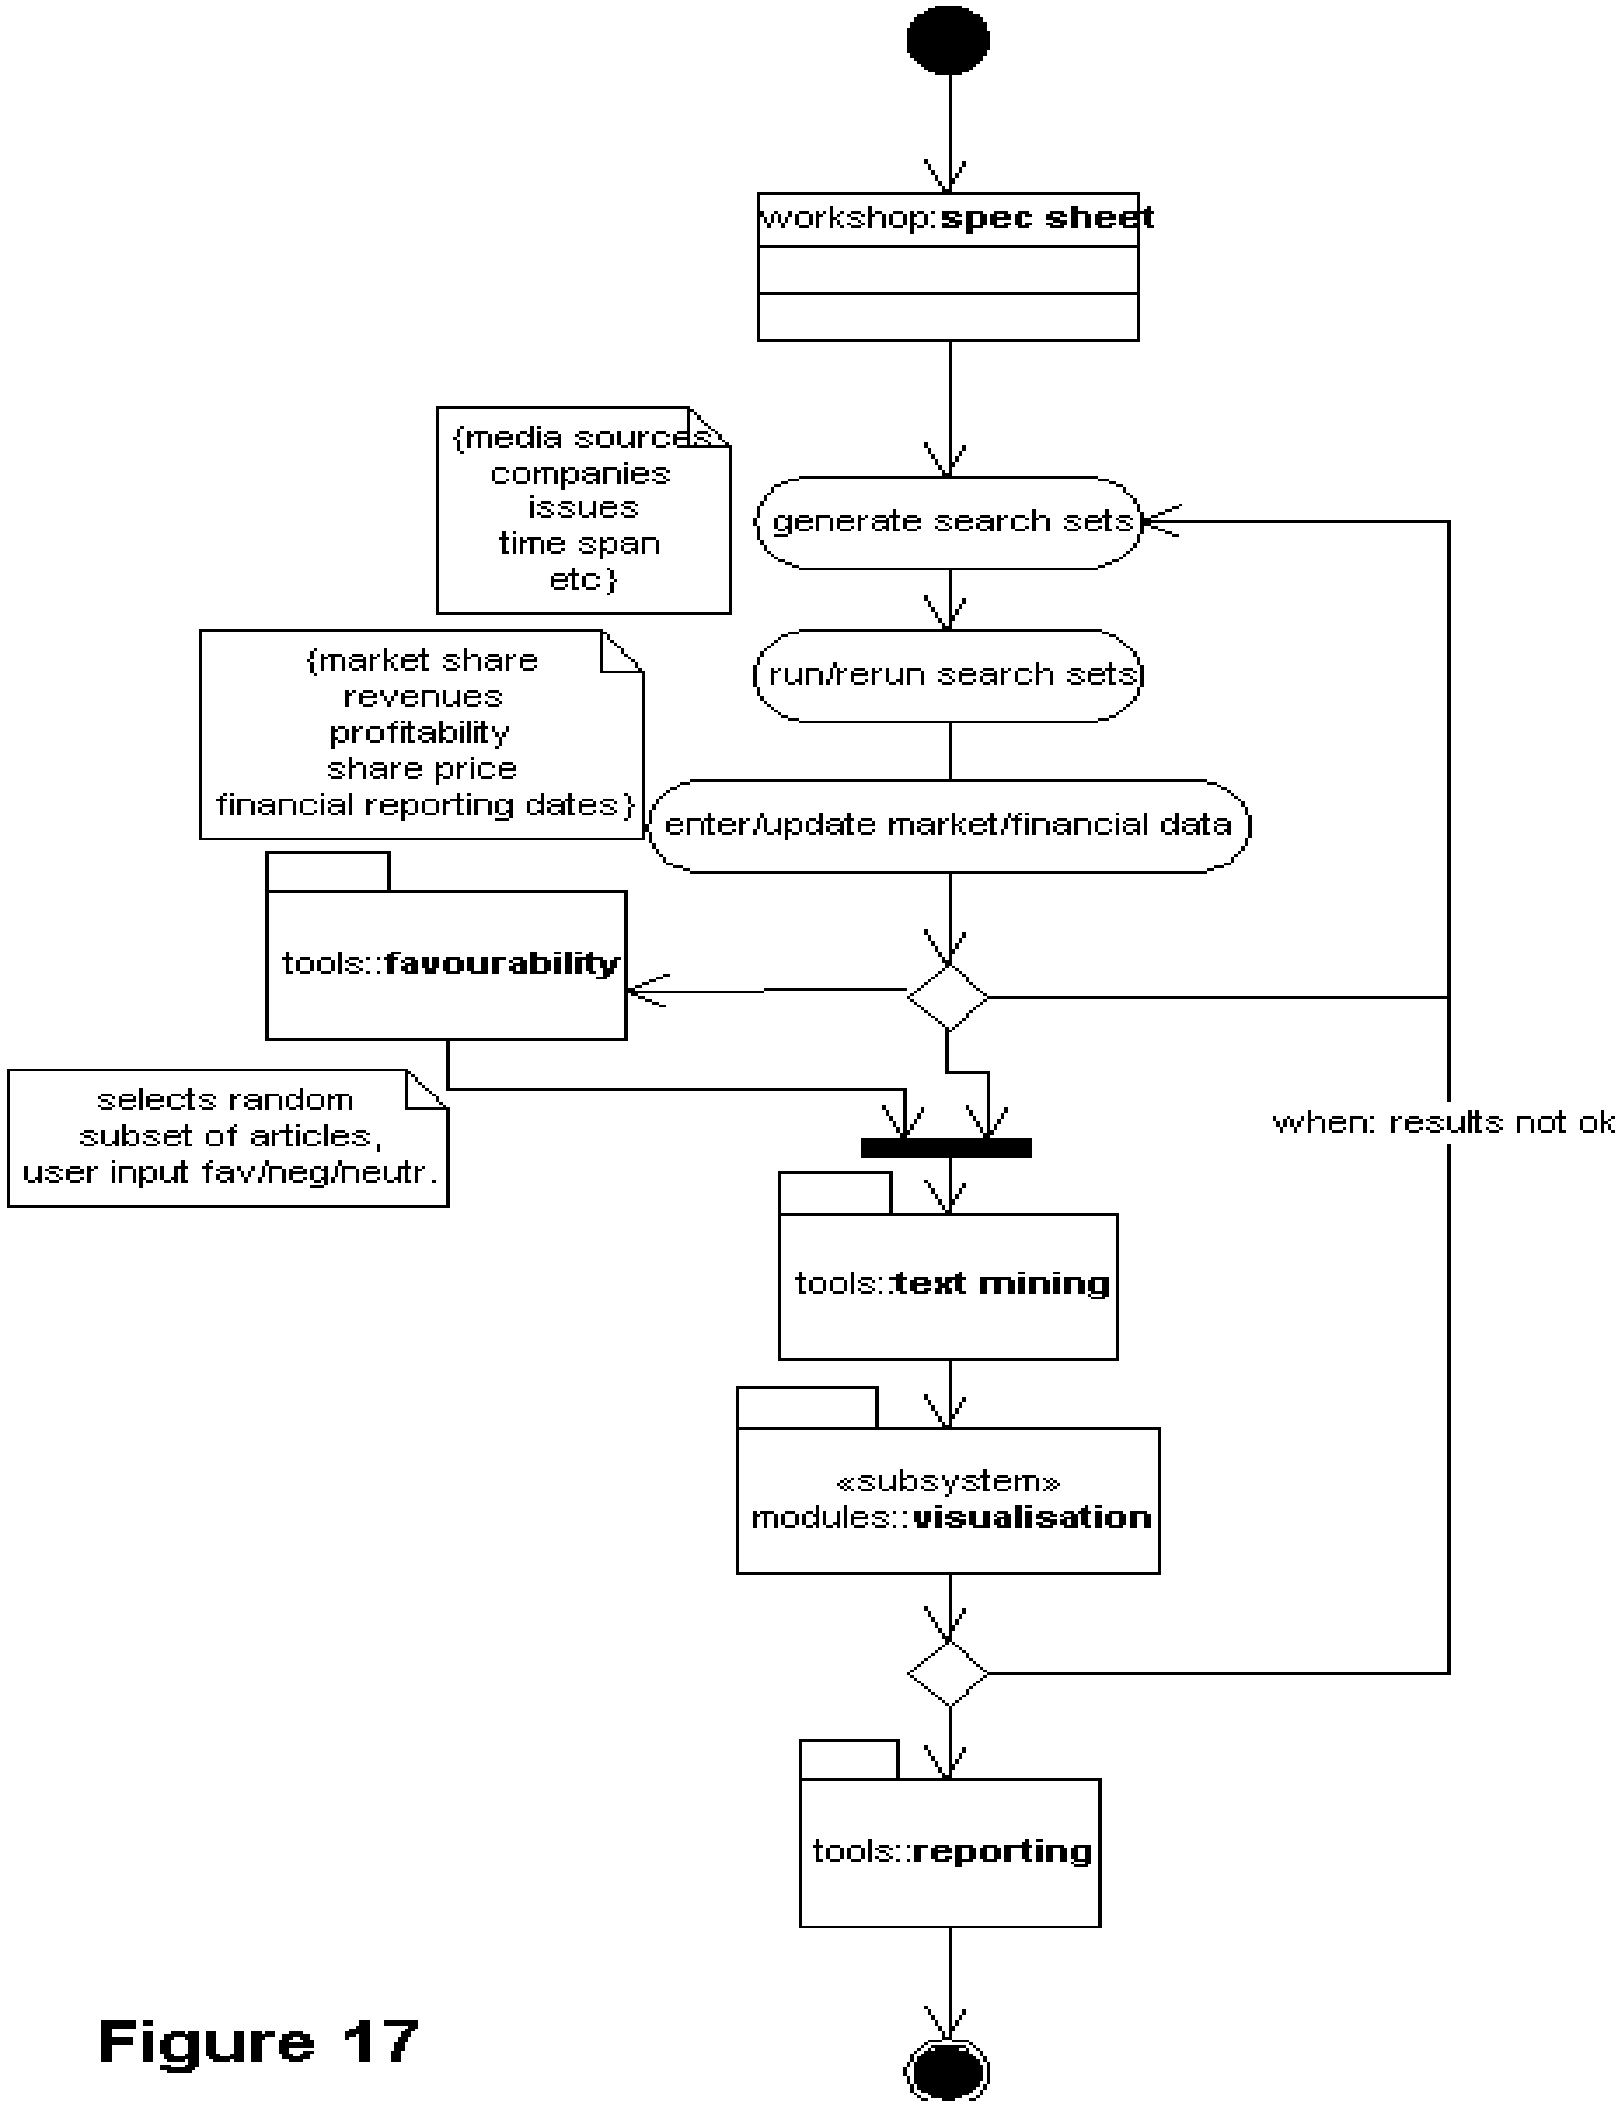 workshop:spec sheet
{media sources
companies
issues
time span
etc}
generate search sets
{market share
revenues
profitability
share price
financial reporting dates}
run/rerun search sets
enter/update market/financial data
tools::favourability
selects random
subset of articles,
user input fav/neg/neutr.
when: results not ok
tools::text mining
«subsystem»
modules::visualisation
tools::reporting
Figure 17